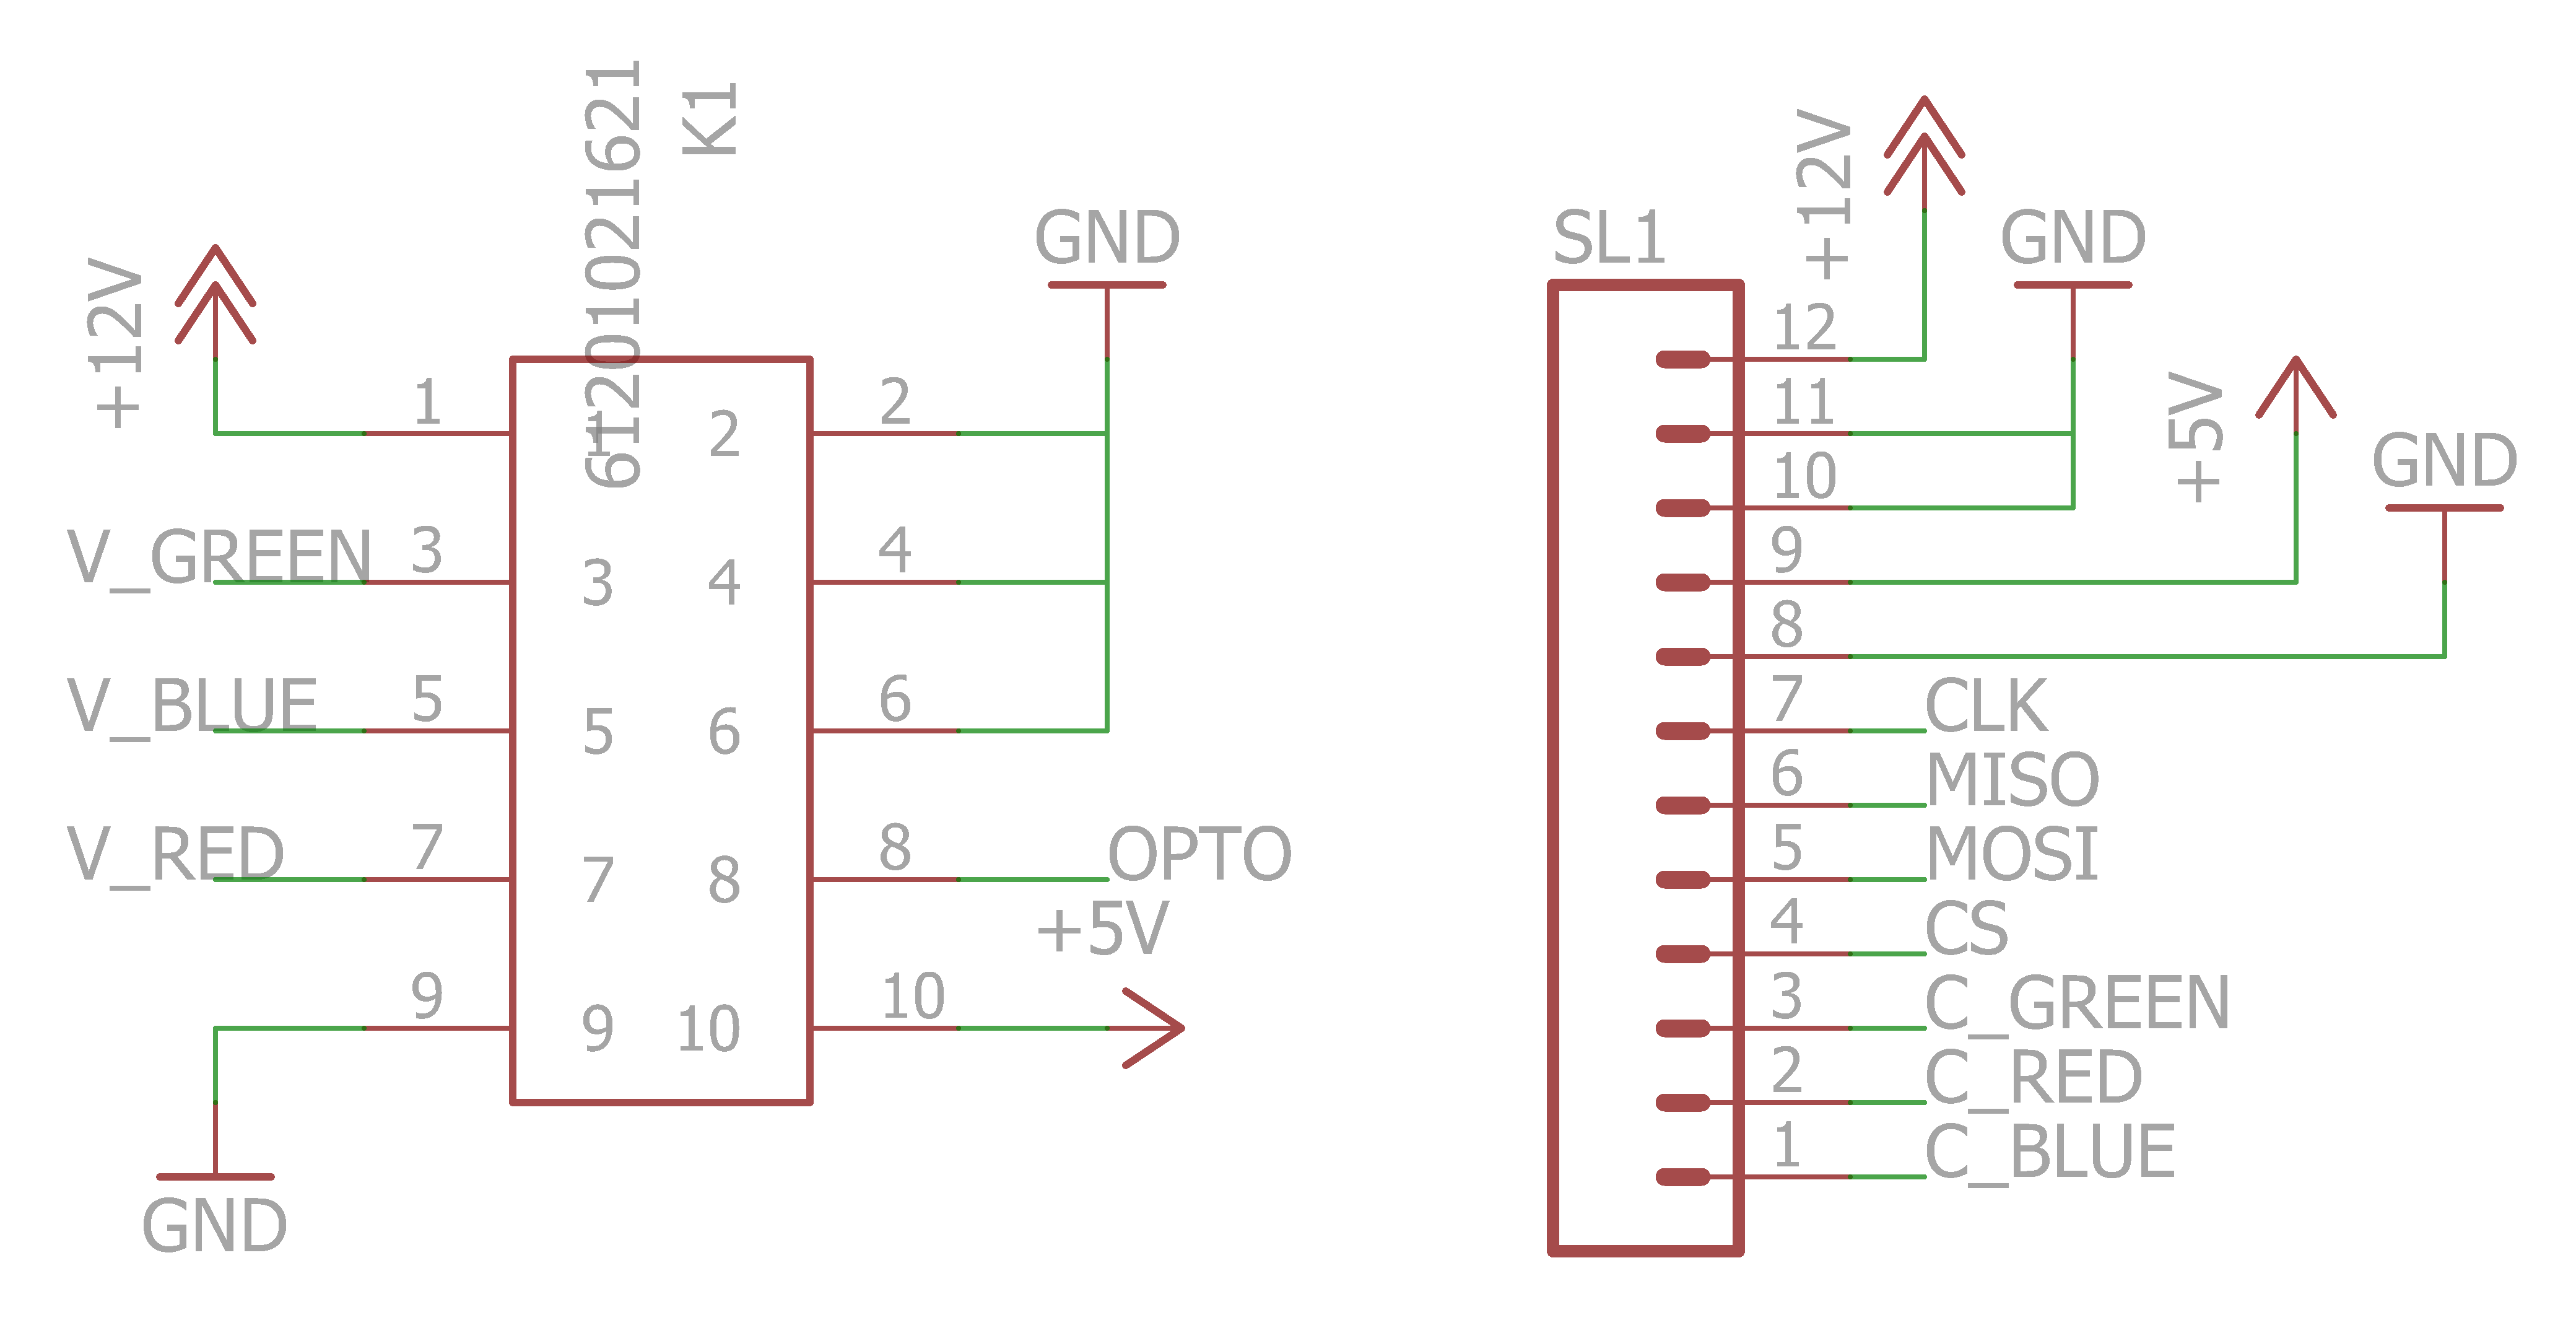 61201021621
K1
+12V
GND
1
2
1
2
V_GREEN
3
4
3
4
V_BLUE
5
6
5
6
V_RED
7
8
7
8
OPTO
+5V
9
10
9
10
GND
SL1
+12V
GND
+5V
GND
12
11
10
9
8
7
CLK
6
MISO
5
MOSI
4
CS
3
C_GREEN
2
C_RED
1
C_BLUE